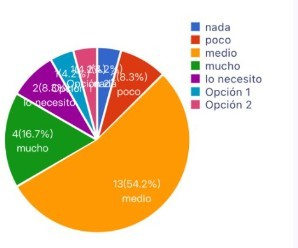 nada
poco
medio
mucho
lo necesito
Opción 1
Opción 2
(8.3%)
poco
13(54.2%)
medio
4(16.7%)
mucho
2(8.3%)
lo necesito